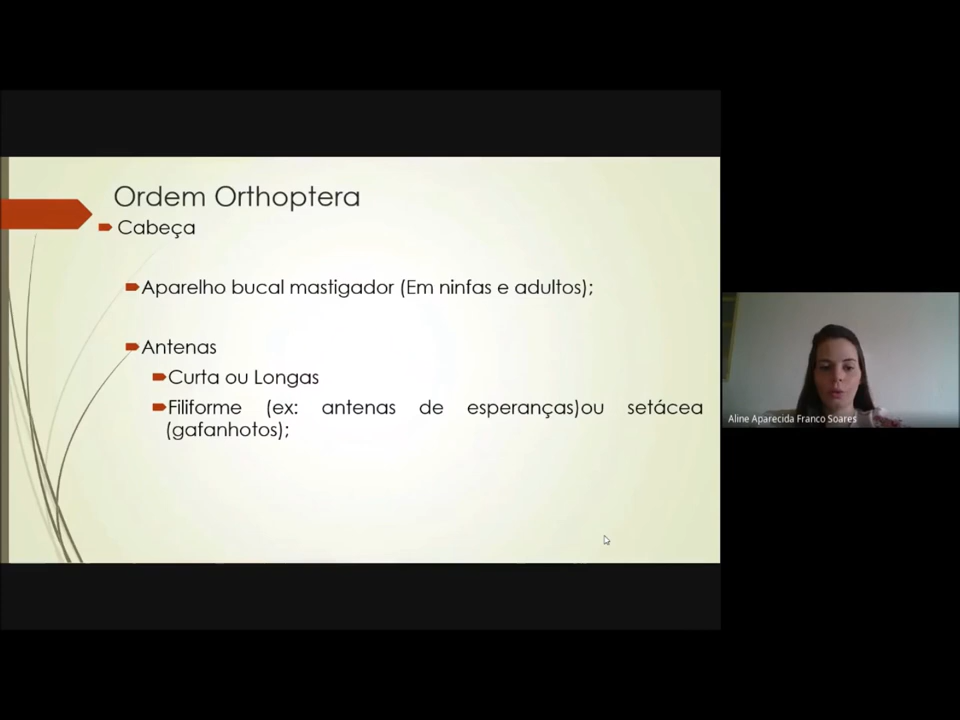 Ordem Orthoptera
Cabeça
Aparelho bucal mastigador (Em ninfas e adultos);
Antenas
Curta ou Longas
Filiforme (ex: antenas de esperanças)ou setácea
(gafanhotos);
Aline Aparecida Franco Soares